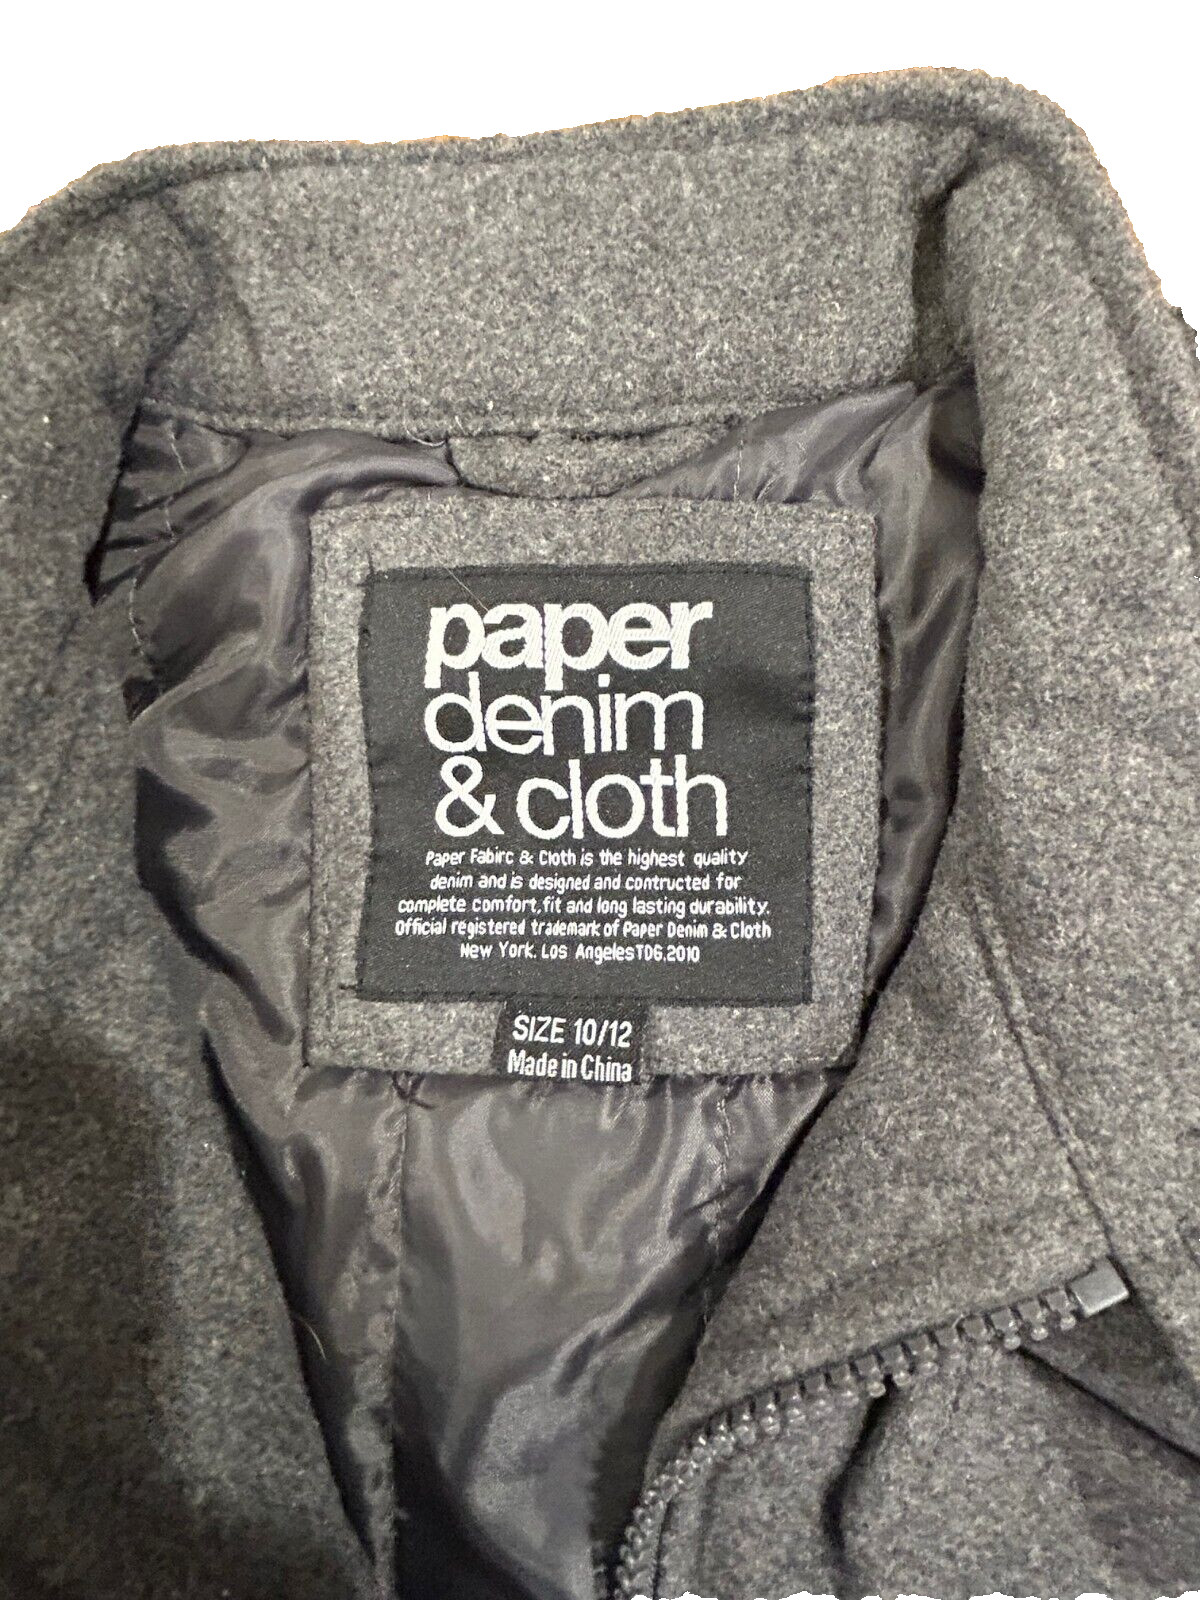 paper
denim
& cloth
Paper Fabirc & Cloth is the highest quality
denim and is designed and contructed for
complete comfort, fit and long lasting durability.
Official registered trademark of Paper Denim & Cloth
New York. Los Angeles TDG.2010
SIZE 10/12
Made in China